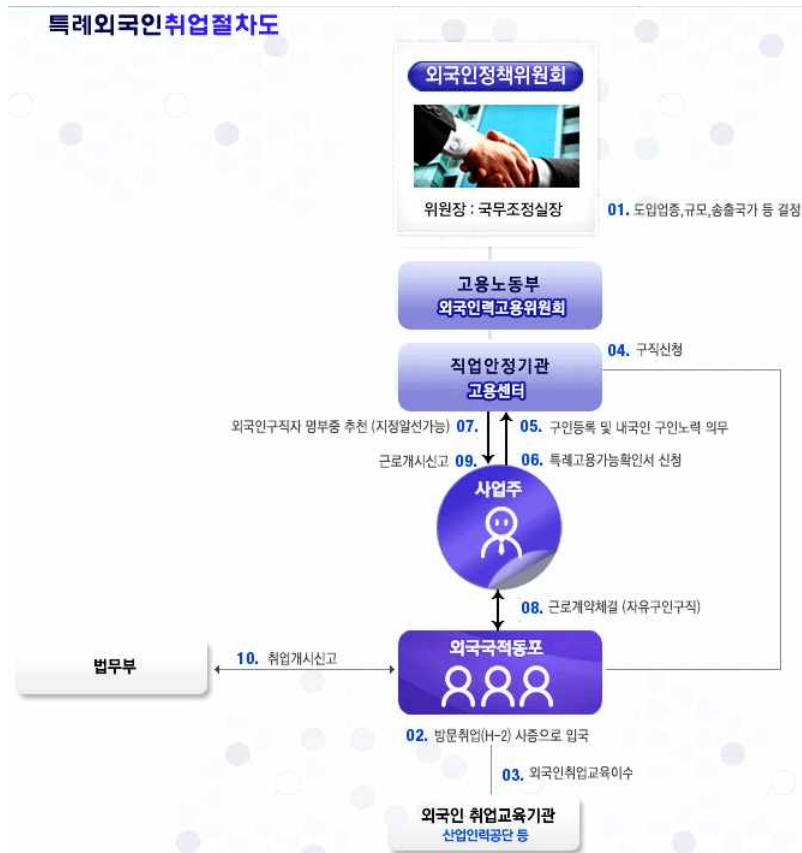 특례외국인취업절차도
외국인정책위원회
위원장 : 국무조정실장
01. 도입업종,규모,송출국가 등 결정
고용노동부
외국인력고용위원회
04. 구직신청
직업안정기관
고용센터
외국인구직자 명부중 추천 (지정알선가능) 07.
05. 구인등록 및 내국인 구인노력 의무
근로개시신고 09.
06. 특례고용가능확인서 신청
사업주
08. 근로계약체길 (자유구인구직)
외국국적동포
법무부
10. 취업개시신고
02. 방문취업(H-2) 사증으로 입국
03. 외국인취업교육이수
외국인 취업교육기관
산업인력공단 등